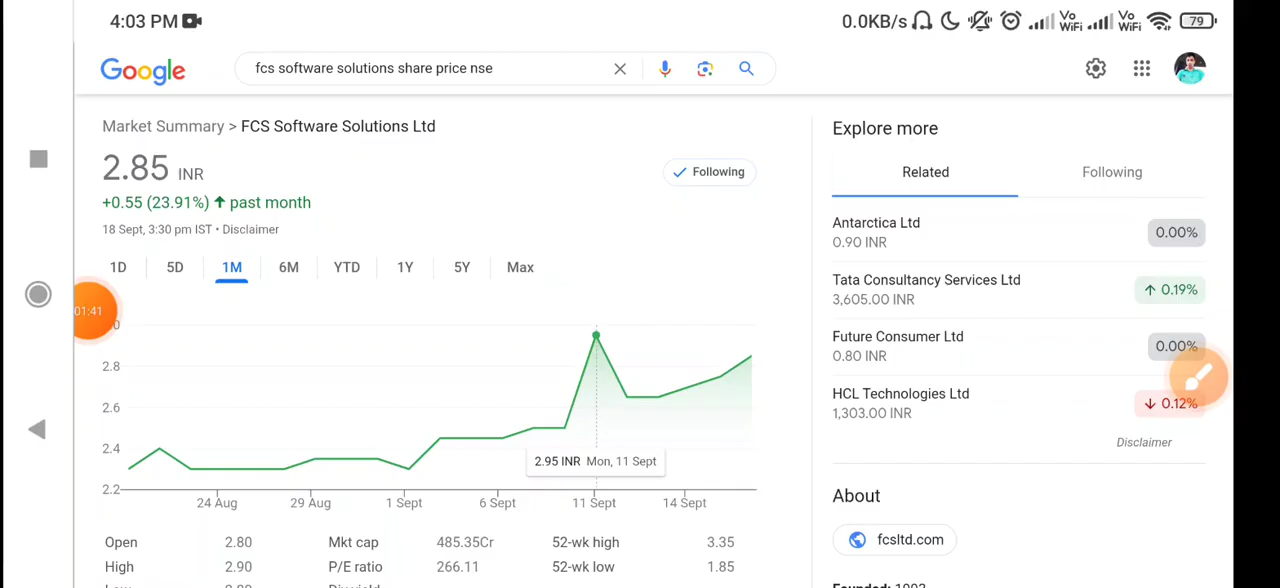 4:03 PM
0.0KB/s
Vo WiFi
Vo WiFi
79
Google
fcs software solutions share price nse
Market Summary > FCS Software Solutions Ltd
2.85 INR
Following
+0.55 (23.91%) ↑ past month
18 Sept, 3:30 pm IST • Disclaimer
1D
5D
1M
6M
YTD
1Y
5Y
Max
01:41
2.8
2.6
2.4
2.2
2.95 INR Mon, 11 Sept
24 Aug
29 Aug
1 Sept
6 Sept
11 Sept
14 Sept
Open 2.80 Mkt cap 485.35Cr 52-wk high 3.35
High 2.90 P/E ratio 266.11 52-wk low 1.85
Explore more
Related
Following
Antarctica Ltd
0.90 INR
0.00%
Tata Consultancy Services Ltd
3,605.00 INR
↑ 0.19%
Future Consumer Ltd
0.80 INR
0.00%
HCL Technologies Ltd
1,303.00 INR
↓ 0.12%
Disclaimer
About
fcsltd.com